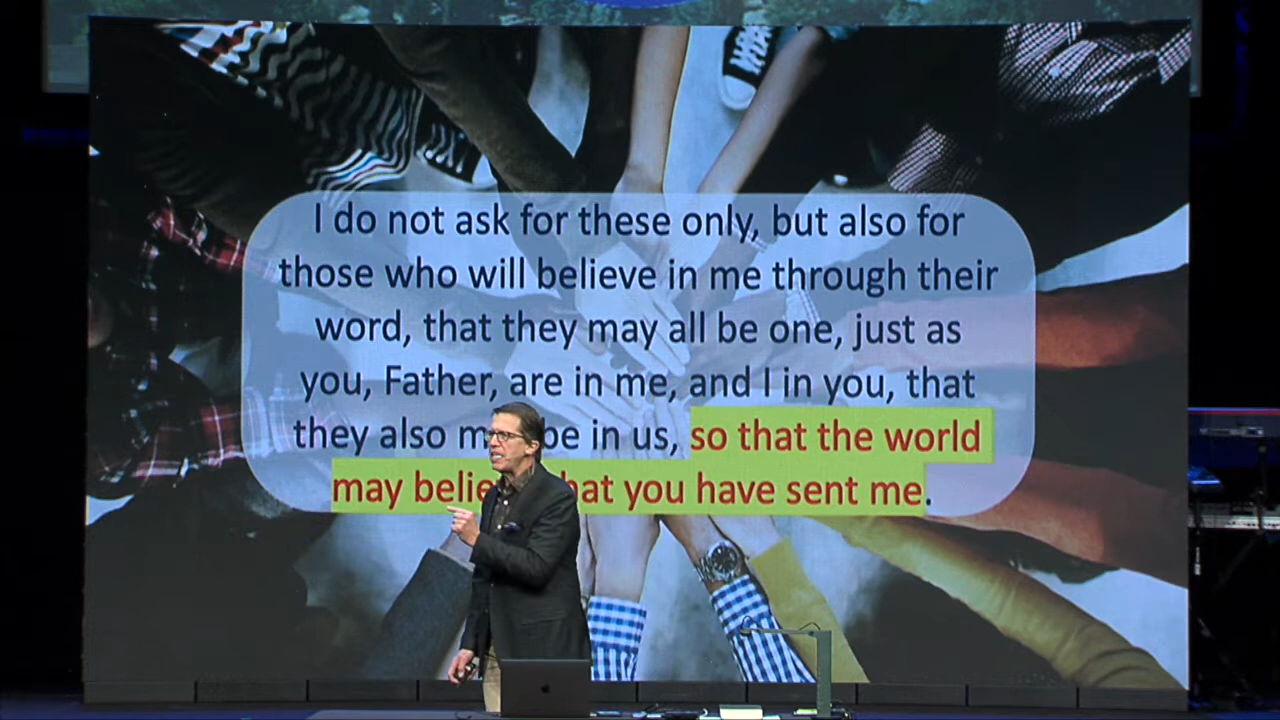 I do not ask for these only, but also for
those who will believe in me through their
word, that they may all be one, just as
you, Father, are in me, and I in you, that
they also be in us, so that the world
may that you have sent me.